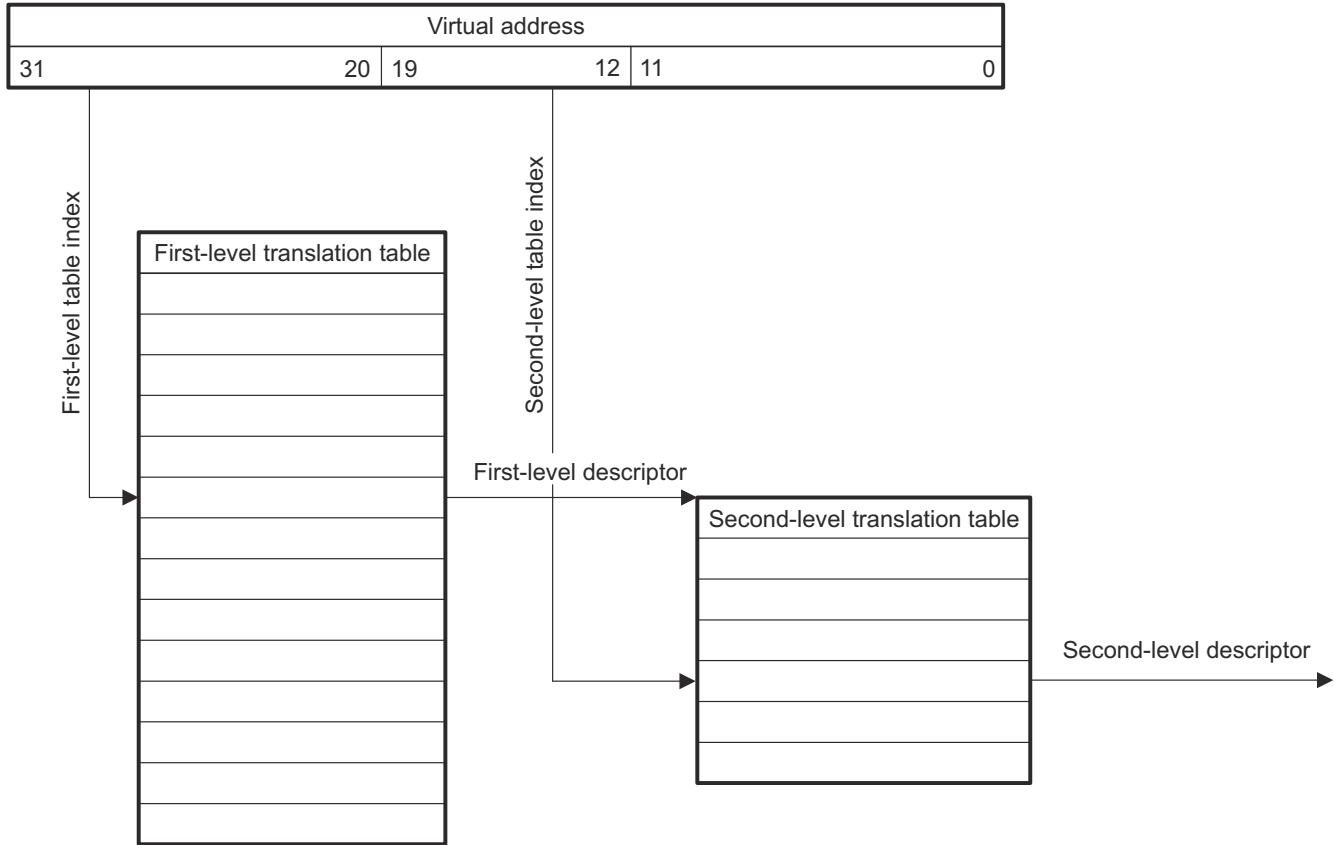 Virtual address
31 20 19 12 11 0
First-level table index
Second-level table index
First-level translation table
First-level descriptor
Second-level translation table
Second-level descriptor